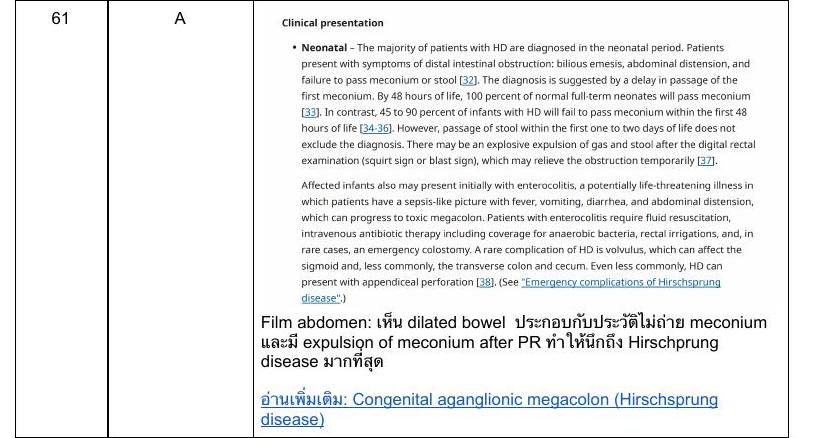 61
A
Clinical presentation
• Neonatal – The majority of patients with HD are diagnosed in the neonatal period. Patients
present with symptoms of distal intestinal obstruction: bilious emesis, abdominal distension, and
failure to pass meconium or stool [32]. The diagnosis is suggested by a delay in passage of the
first meconium. By 48 hours of life, 100 percent of normal full-term neonates will pass meconium
[33]. In contrast, 45 to 90 percent of infants with HD will fail to pass meconium within the first 48
hours of life [34-36]. However, passage of stool within the first one to two days of life does not
exclude the diagnosis. There may be an explosive expulsion of gas and stool after the digital rectal
examination (squirt sign or blast sign), which may relieve the obstruction temporarily [37].
Affected infants also may present initially with enterocolitis, a potentially life-threatening illness in
which patients have a sepsis-like picture with fever, vomiting, diarrhea, and abdominal distension,
which can progress to toxic megacolon. Patients with enterocolitis require fluid resuscitation,
intravenous antibiotic therapy including coverage for anaerobic bacteria, rectal irrigations, and, in
rare cases, an emergency colostomy. A rare complication of HD is volvulus, which can affect the
sigmoid and, less commonly, the transverse colon and cecum. Even less commonly, HD can
present with appendiceal perforation [38]. (See "Emergency complications of Hirschsprung
disease".)
Film abdomen: เห็น dilated bowel ประกอบกับประวัติไม่ถ่าย meconium
และมี expulsion of meconium after PR ทำให้นึกถึง Hirschprung
disease มากที่สุด
อ่านเพิ่มเติม: Congenital aganglionic megacolon (Hirschsprung
disease)